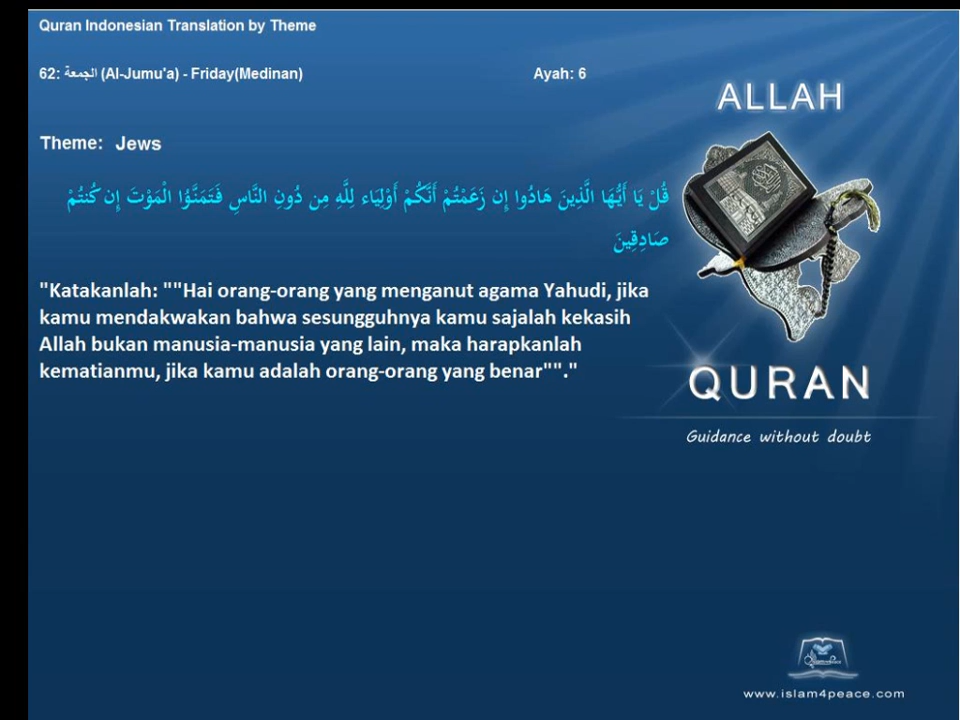 Quran Indonesian Translation by Theme
62: الجمعة (Al-Jumu'a) - Friday(Medinan)
Ayah: 6
ALLAH
Theme: Jews
قُلْ يَا أَيُّهَا الَّذِينَ هَادُوا إِن زَعَمْتُمْ أَنَّكُمْ أَوْلِيَاء لِلَّهِ مِن دُونِ النَّاسِ فَتَمَنَّوُا الْمَوْتَ إِن كُنتُمْ
صَادِقِينَ
"Katakanlah: ""Hai orang-orang yang menganut agama Yahudi, jika
kamu mendakwakan bahwa sesungguhnya kamu sajalah kekasih
Allah bukan manusia-manusia yang lain, maka harapkanlah
kematianmu, jika kamu adalah orang-orang yang benar""."
QURAN
Guidance without doubt
www.islam4peace.com